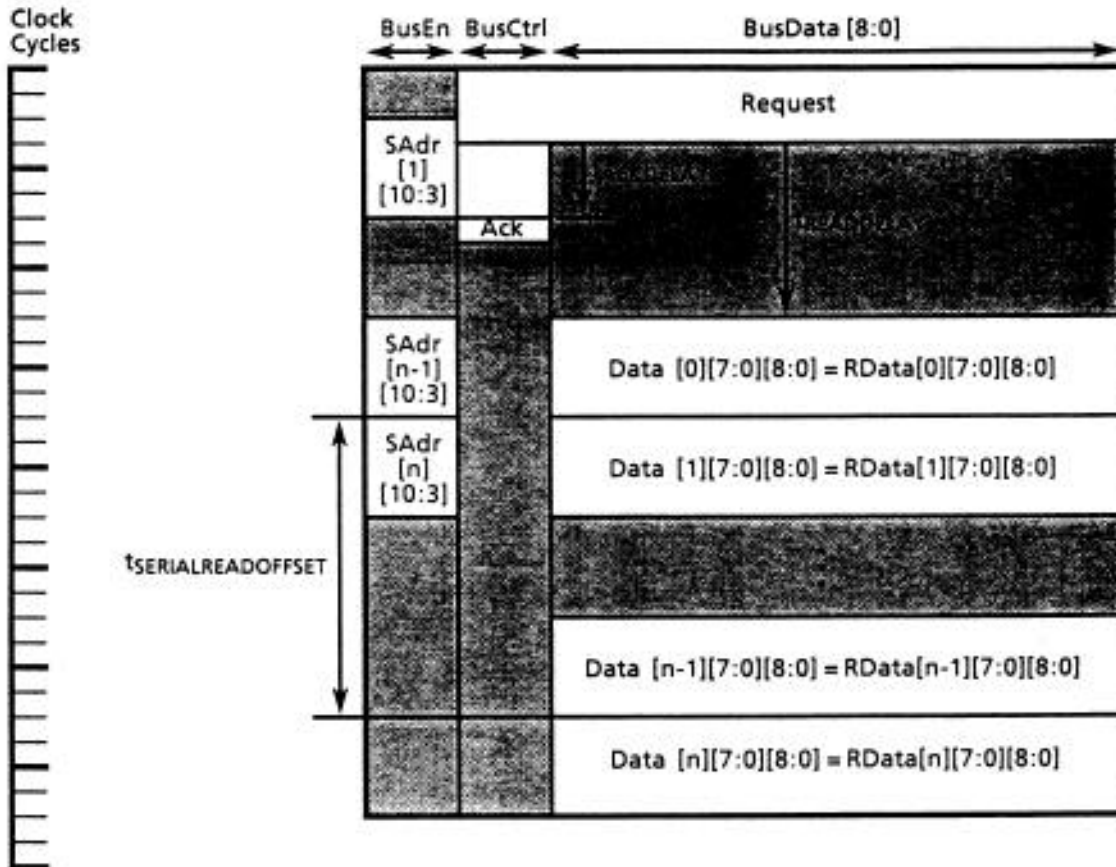 Clock
Cycles
BusEn BusCtrl BusData [8:0]
Request
SAdr
[1]
[10:3]
Ack
SAdr
[n-1]
[10:3]
Data [0][7:0][8:0] = RData[0][7:0][8:0]
SAdr
[n]
[10:3]
Data [1][7:0][8:0] = RData[1][7:0][8:0]
tSERIALREADOFFSET
Data [n-1][7:0][8:0] = RData[n-1][7:0][8:0]
Data [n][7:0][8:0] = RData[n][7:0][8:0]